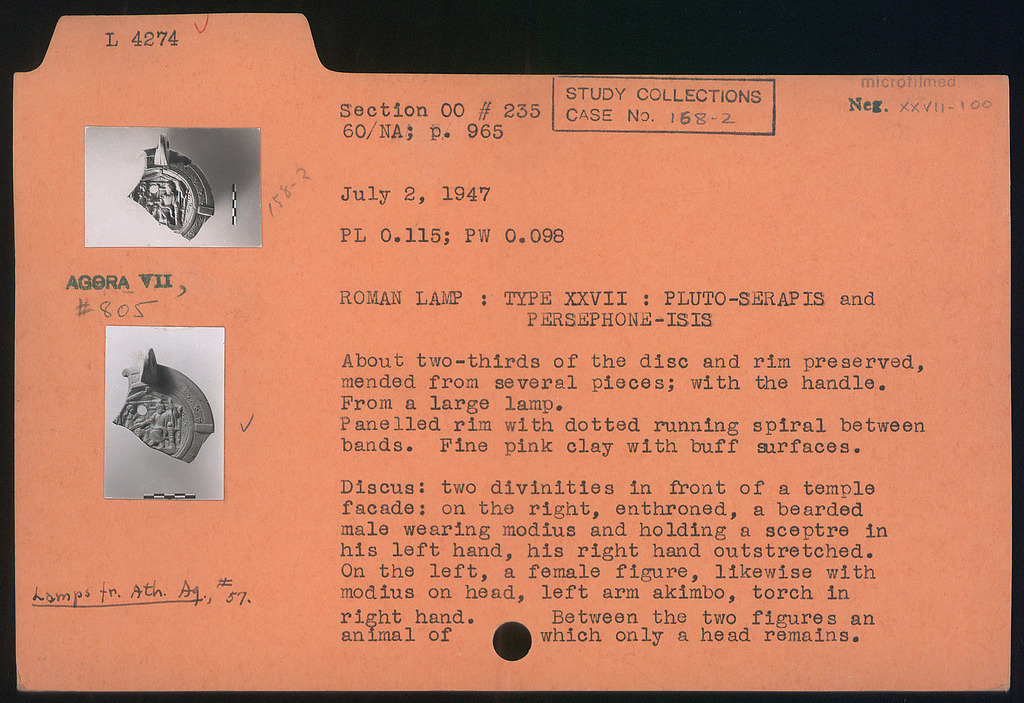 L 4274
microfilmed
Neg. XXVII-100
STUDY COLLECTIONS
CASE No. 158-2
Section OO # 235
60/NA; p. 965
158-2
July 2, 1947
PL 0.115; PW 0.098
AGORA VII,
#805
ROMAN LAMP : TYPE XXVII : PLUTO-SERAPIS and
PERSEPHONE-ISIS
About two-thirds of the disc and rim preserved,
mended from several pieces; with the handle.
From a large lamp.
Panelled rim with dotted running spiral between
bands. Fine pink clay with buff surfaces.
Discus: two divinities in front of a temple
facade: on the right, enthroned, a bearded
male wearing modius and holding a sceptre in
his left hand, his right hand outstretched.
On the left, a female figure, likewise with
modius on head, left arm akimbo, torch in
right hand. Between the two figures an
animal of which only a head remains.
Lamps fr. Ath. Ag., #57.